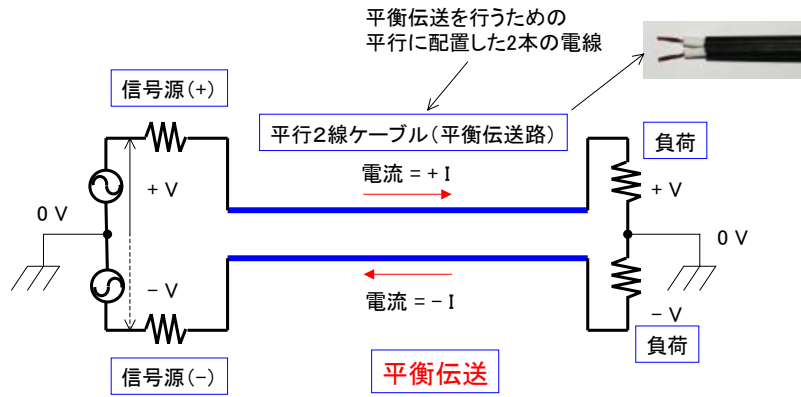 平衡伝送を行うための
平行に配置した2本の電線
信号源(+)
平行2線ケーブル(平衡伝送路)
負荷
電流 = + I
+ V
+ V
0 V
0 V
− V
電流 = − I
− V
負荷
信号源(−)
平衡伝送